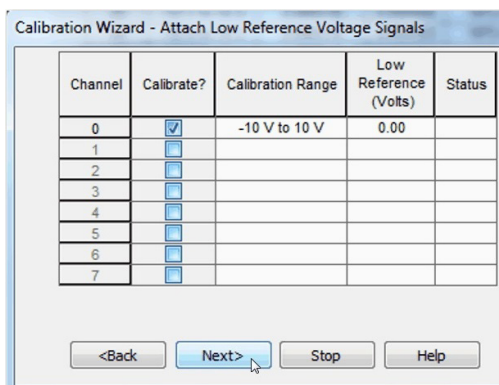 Calibration Wizard - Attach Low Reference Voltage Signals
Channel Calibrate? Calibration Range Low Reference (Volts) Status
0 -10 V to 10 V 0.00
1
2
3
4
5
6
7
<Back Next> Stop Help